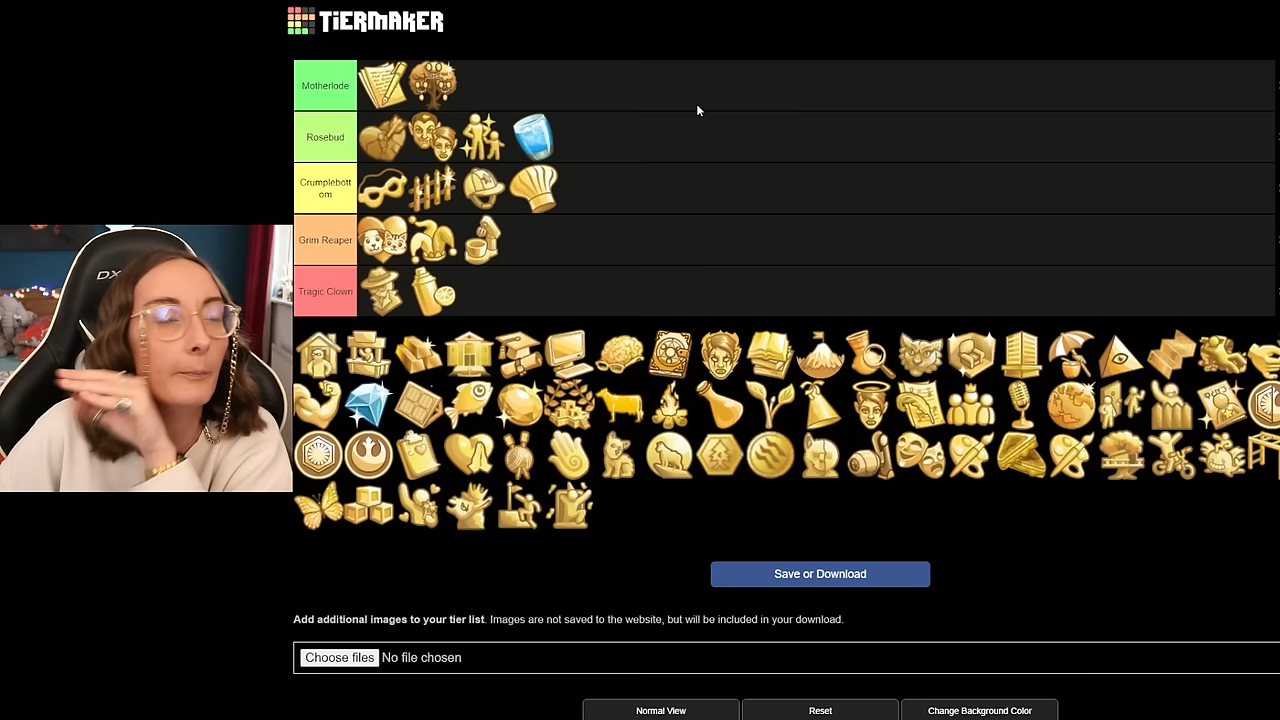 TiERMAKER
Motherlode
Rosebud
Crumplebott
om
Grim Reaper
Tragic Clown
DX
Save or Download
Add additional images to your tier list. Images are not saved to the website, but will be included in your download.
Choose files No file chosen
Normal View
Reset
Change Background Color